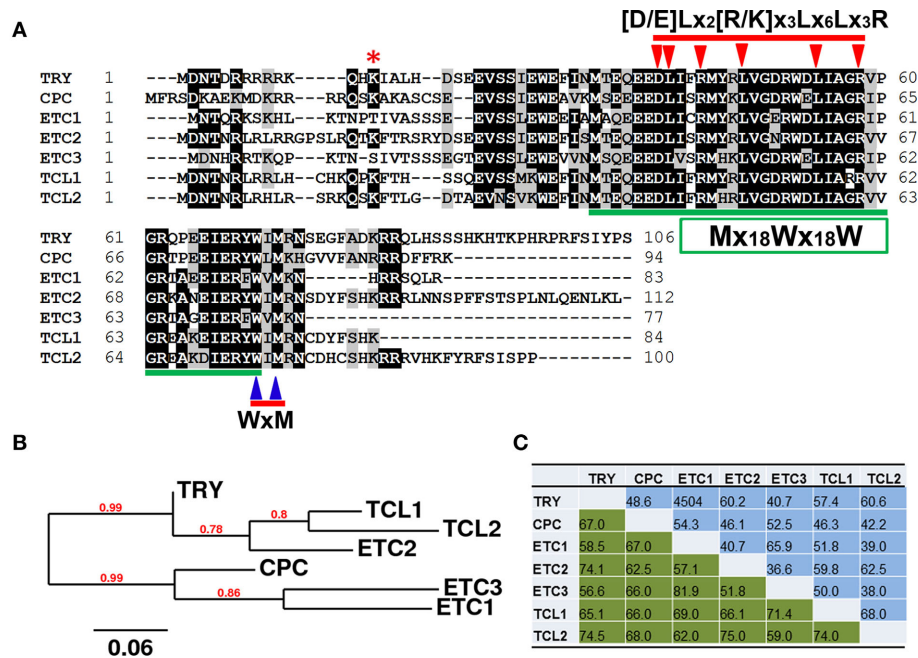 A
[D/E]Lx2[R/K]x3Lx6Lx3R
*
TRY 1 ---MDNTDRRRRRK-----QHKIALH-DSEEVSSIEWEFINMTEQEEDLIFRMYRLVGDRWDLIAGRVP 60
CPC 1 MFRSDKAEKMDKRR---RRQSKAKASCSE-EVSSIEWEAVKMSEEEEDLISRMYKLVGDRWELIAGRIP 65
ETC1 1 ---MDNTQRKSKHL---KTNPTIVASSSE-EVSSLEWEEIAMAQEEEDLICRMYKLVGERWDLIAGRIP 61
ETC2 1 ---MDNTNRLRLRRGPSLRQTKFTRSRYDSEEVSSIEWEFISMTEQEEDLISRMYRLVGNRWDLIAGRVV 67
ETC3 1 ---MDNHRRTKQP----KTN-SIVTSSSEGTEVSSLEWEVVNMSQEEEDLVSRMHKLVGDRWELIAGRIP 62
TCL1 1 ---MDNTNRLRRLHCHKQPKFTH---SSQEVSSMKWEFINMTEQEEDLIFRMYRLVGDRWDLIARRVV 62
TCL2 1 ---MDNTNRLRHLR-SRKQSKFTLG-DTAEVNSVKWEFINMTEQEEDLIFRMHRLVGDRWDLIAGRVV 63
Mx18Wx18W
TRY 61 GRQPEEIERYWIMRNSEGFADKRRQLHSSSHKHTKPHRPRFSIYPS 106
CPC 66 GRTPEEIERYWLMKHGVVFANRRRDFFRK------------------ 94
ETC1 62 GRTAEEIERFWVMKN------HRRSQLR------------------- 83
ETC2 68 GRKANEIERYWIMRNSDYFSHKRRRLNNSPFFSTSPLNLQENLKL- 112
ETC3 63 GRTAGEIERFWVMKN------------------------------- 77
TCL1 63 GREAKEIERYWIMRNCDYFSHK------------------------ 84
TCL2 64 GREAKDIERYWIMRNCDHCSHKRRRVHKFYRFSISPP--------- 100
WxM
B
TRY
0.99
TCL1
0.8
0.78
TCL2
ETC2
CPC
0.99
ETC3
0.86
ETC1
0.06
C
TRY CPC ETC1 ETC2 ETC3 TCL1 TCL2
TRY 48.6 4504 60.2 40.7 57.4 60.6
CPC 67.0 54.3 46.1 52.5 46.3 42.2
ETC1 58.5 67.0 40.7 65.9 51.8 39.0
ETC2 74.1 62.5 57.1 36.6 59.8 62.5
ETC3 56.6 66.0 81.9 51.8 50.0 38.0
TCL1 65.1 66.0 69.0 66.1 71.4 68.0
TCL2 74.5 68.0 62.0 75.0 59.0 74.0